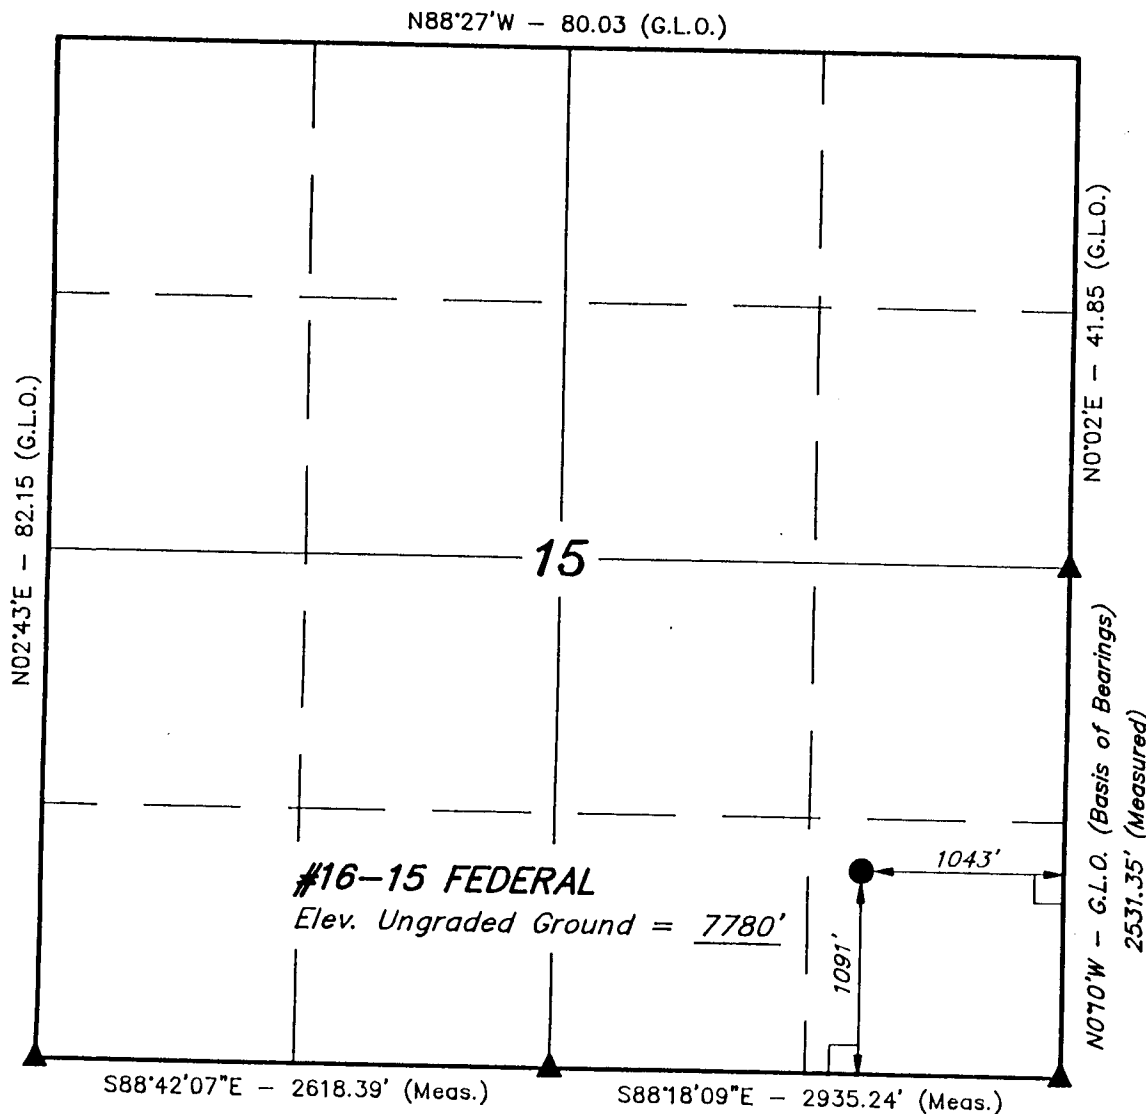 N88°27'W – 80.03 (G.L.O.)
N02°43'E – 82.15 (G.L.O.)
N0°02'E – 41.85 (G.L.O.)
15
N0°10'W – G.L.O. (Basis of Bearings)
2531.35' (Measured)
1043'
#16–15 FEDERAL
Elev. Ungraded Ground = 7780'
1091'
S88°42'07"E – 2618.39' (Meas.)
S88°18'09"E – 2935.24' (Meas.)